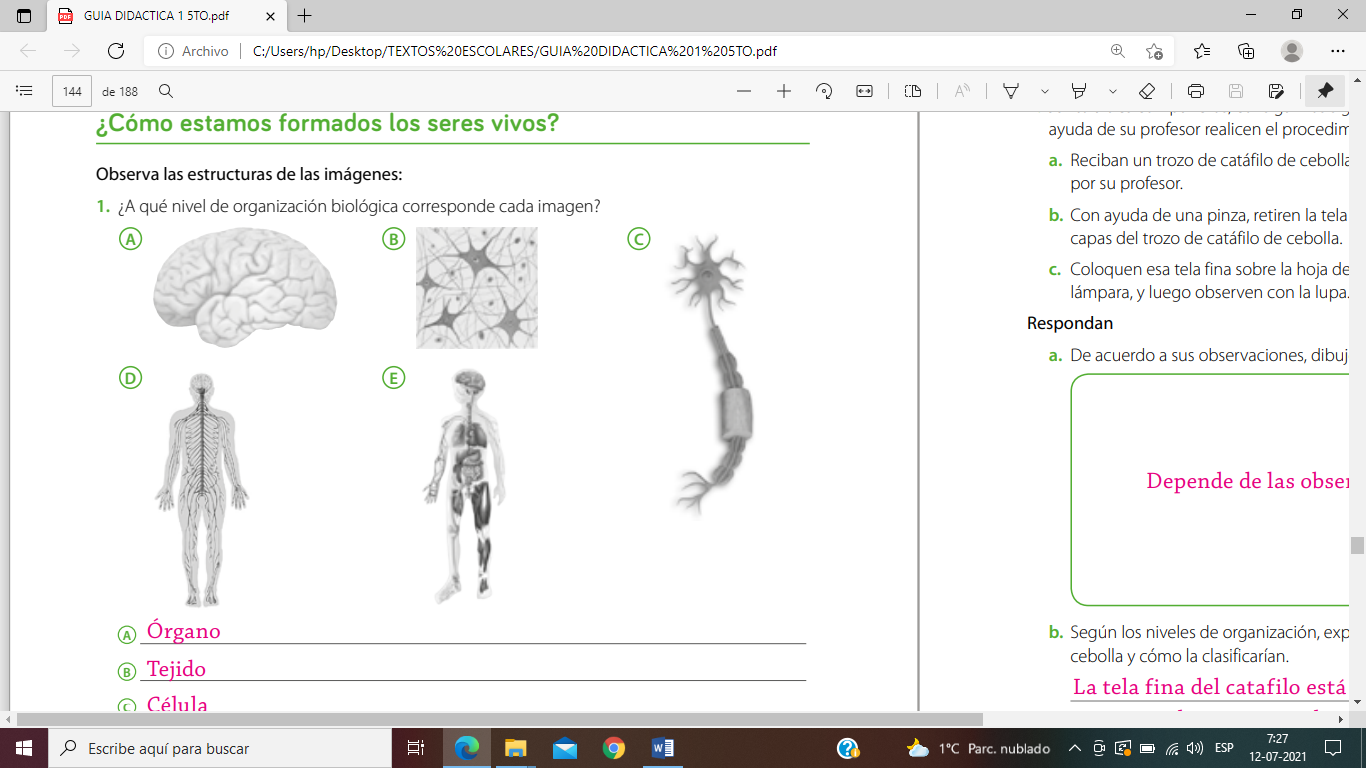 GUIA DIDACTICA 1 5TO.pdf
Archivo
C:/Users/hp/Desktop/TEXTOS%20ESCOLARES/GUIA%20DIDACTICA%201%205TO.pdf
144 de 188
¿Cómo estamos formados los seres vivos?
Observa las estructuras de las imágenes:
1. ¿A qué nivel de organización biológica corresponde cada imagen?
A B C
D E
A Órgano
B Tejido
C Célula
ayuda de su profesor realicen el procedim
a. Reciban un trozo de catáfilo de cebolla
por su profesor.
b. Con ayuda de una pinza, retiren la tela
capas del trozo de catáfilo de cebolla.
c. Coloquen esa tela fina sobre la hoja de
lámpara, y luego observen con la lupa.
Respondan
a. De acuerdo a sus observaciones, dibuj
Depende de las obser
b. Según los niveles de organización, exp
cebolla y cómo la clasificarían.
La tela fina del catafilo está
Escribe aquí para buscar
1°C Parc. nublado
ESP
7:27
12-07-2021